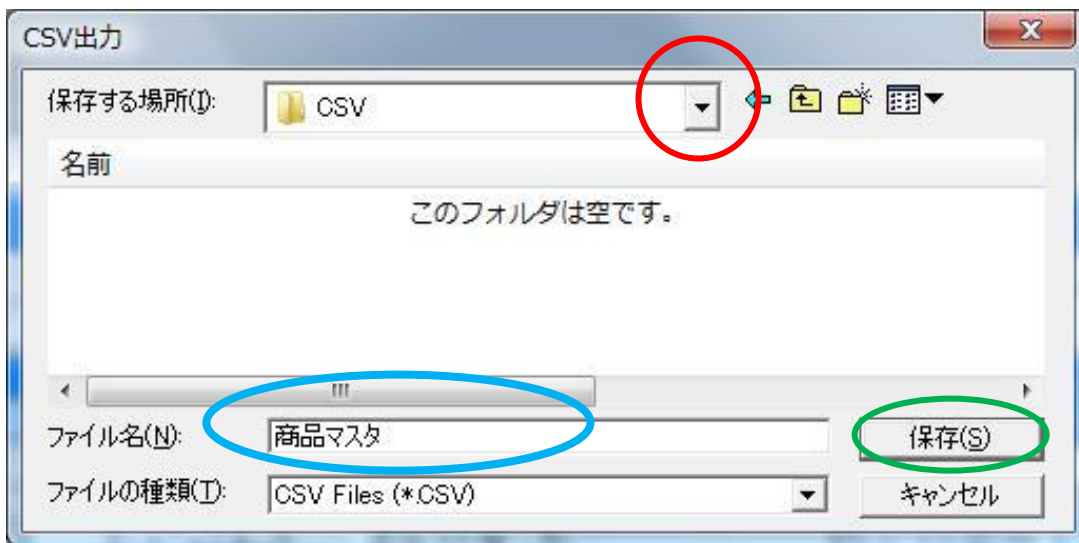 CSV出力
保存する場所(I): CSV
名前
このフォルダは空です。
ファイル名(N): 商品マスタ 保存(S)
ファイルの種類(T): CSV Files (*.CSV) キャンセル